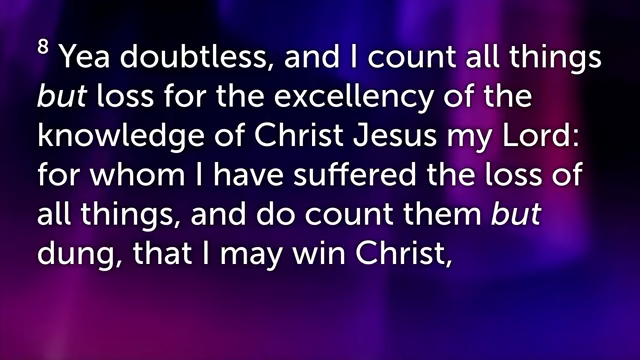 8 Yea doubtless, and I count all things
but loss for the excellency of the
knowledge of Christ Jesus my Lord:
for whom I have suffered the loss of
all things, and do count them but
dung, that I may win Christ,